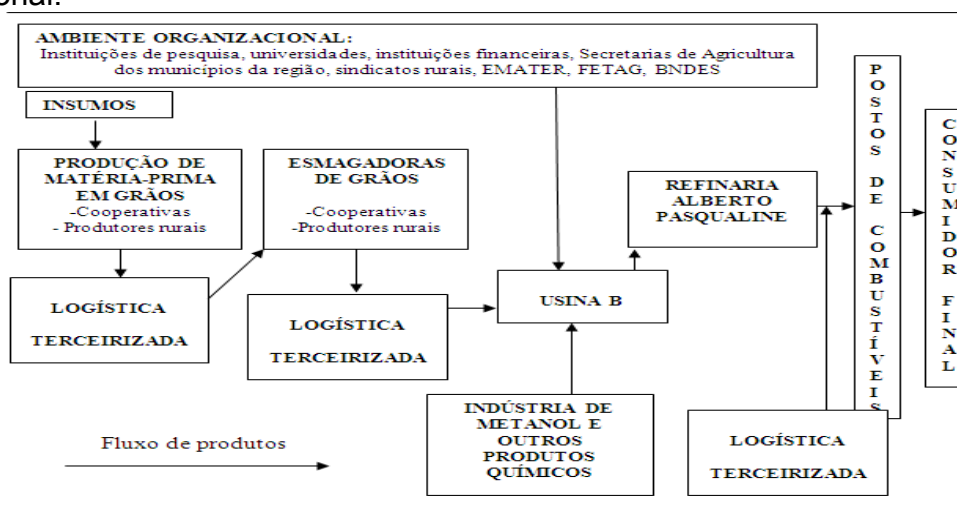 onal.
AMBIENTE ORGANIZACIONAL:
Instituições de pesquisa, universidades, instituições financeiras, Secretarias de Agricultura
dos municípios da região, sindicatos rurais, EMATER, FETAG, BNDES
INSUMOS
PRODUÇÃO DE
MATÉRIA-PRIMA
EM GRÃOS
-Cooperativas
- Produtores rurais
ESMAGADORAS
DE GRÃOS
-Cooperativas
-Produtores rurais
REFINARIA
ALBERTO
PASQUALINE
LOGÍSTICA
TERCEIRIZADA
LOGÍSTICA
TERCEIRIZADA
USINA B
INDÚSTRIA DE
METANOL E
OUTROS
PRODUTOS
QUÍMICOS
LOGÍSTICA
TERCEIRIZADA
POSTOS DE COMBUSTÍVEIS
CONSUMIDOR FINAL
Fluxo de produtos